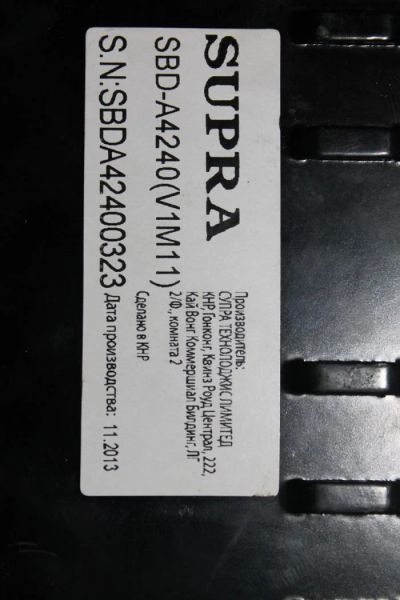 SUPRA
SBD-A4240(V1M11)
S.N:SBDA42400323
Производитель:
СУПРА ТЕХНОЛОДЖИС ЛИМИТЕД
КНР, Гонконг, Квинз Роуд Централ, 222,
Кай Вонг Коммершиал Билдинг, ЛГ
2/Ф., комната 2
Сделано в КНР
Дата производства: 11.2013